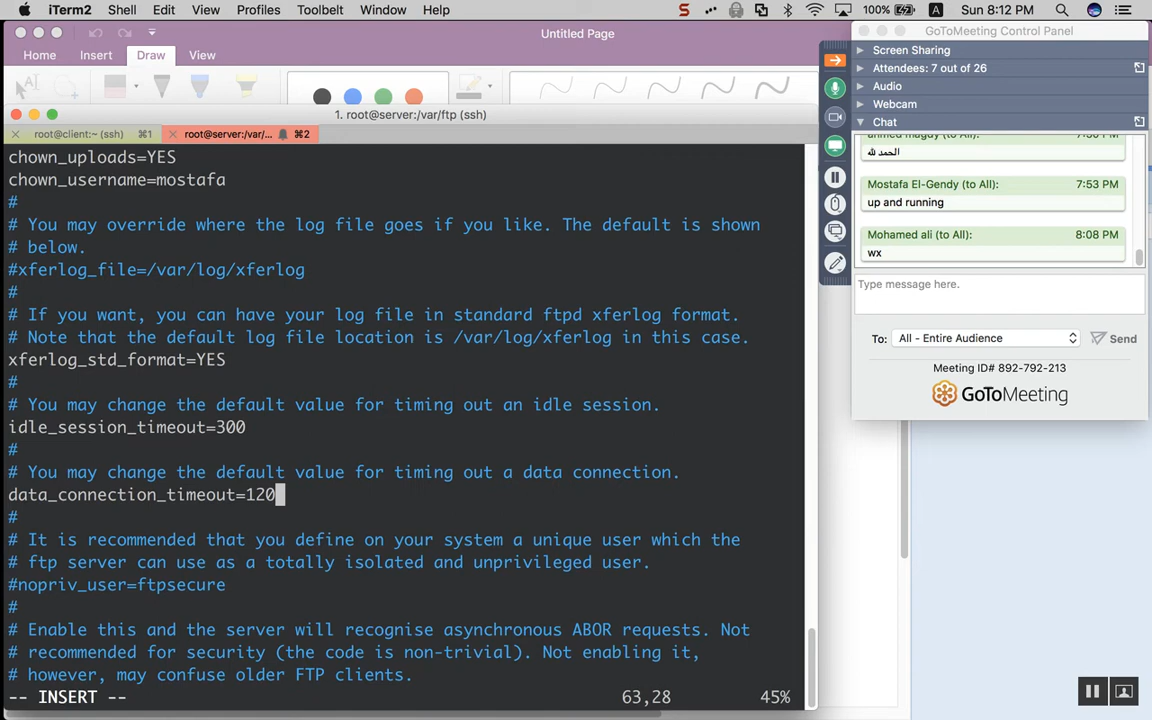 iTerm2 Shell Edit View Profiles Toolbelt Window Help
100% A Sun 8:12 PM
Untitled Page
Home Insert Draw View
GoToMeeting Control Panel
Screen Sharing
Attendees: 7 out of 26
Audio
Webcam
Chat
ahmed magdy (to All):
الحمد لله
Mostafa El-Gendy (to All): 7:53 PM
up and running
Mohamed ali (to All): 8:08 PM
wx
Type message here.
To: All - Entire Audience Send
Meeting ID# 892-792-213
GoToMeeting
1. root@server:/var/ftp (ssh)
root@client:~ (ssh) ⌘1 root@server:/var/... ⌘2
chown_uploads=YES
chown_username=mostafa
#
# You may override where the log file goes if you like. The default is shown
# below.
#xferlog_file=/var/log/xferlog
#
# If you want, you can have your log file in standard ftpd xferlog format.
# Note that the default log file location is /var/log/xferlog in this case.
xferlog_std_format=YES
#
# You may change the default value for timing out an idle session.
idle_session_timeout=300
#
# You may change the default value for timing out a data connection.
data_connection_timeout=120
#
# It is recommended that you define on your system a unique user which the
# ftp server can use as a totally isolated and unprivileged user.
#nopriv_user=ftpsecure
#
# Enable this and the server will recognise asynchronous ABOR requests. Not
# recommended for security (the code is non-trivial). Not enabling it,
# however, may confuse older FTP clients.
-- INSERT -- 63,28 45%